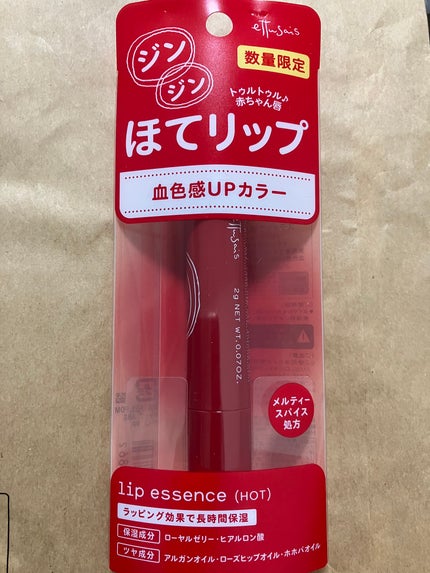 ettusais
ジン
ジン
数量限定
トゥルトゥル♪
赤ちゃん唇
ほてリップ
血色感UPカラー
ettusais
2g NET WT. 0.07OZ.
メルティー
スパイス
処方
lip essence (HOT)
ラッピング効果で長時間保湿
保湿成分 ローヤルゼリー・ヒアルロン酸
ツヤ成分 アルガンオイル・ローズヒップオイル・ホホバオイル